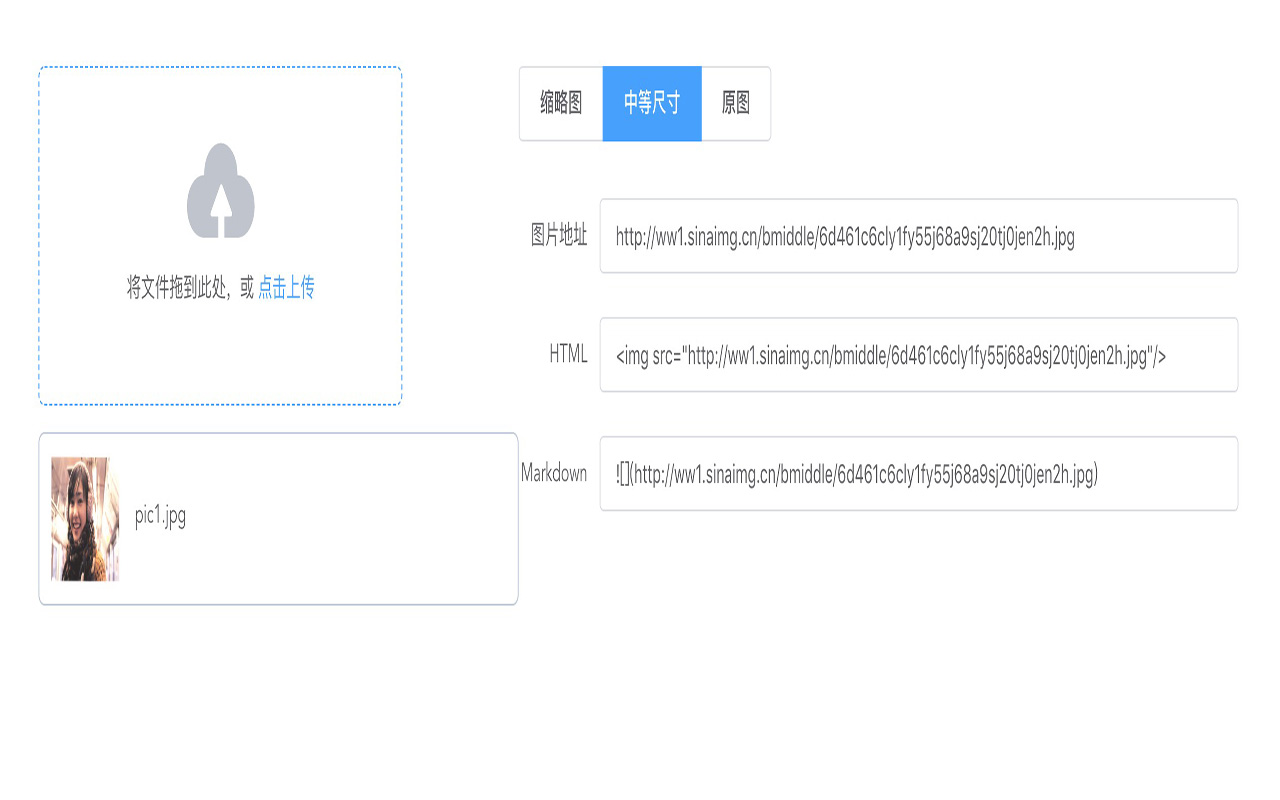 将文件拖到此处，或 点击上传
pic1.jpg
缩略图 中等尺寸 原图
图片地址 http://ww1.sinaimg.cn/bmiddle/6d461c6cly1fy55j68a9sj20tj0jen2h.jpg
HTML <img src="http://ww1.sinaimg.cn/bmiddle/6d461c6cly1fy55j68a9sj20tj0jen2h.jpg"/>
Markdown ![](http://ww1.sinaimg.cn/bmiddle/6d461c6cly1fy55j68a9sj20tj0jen2h.jpg)